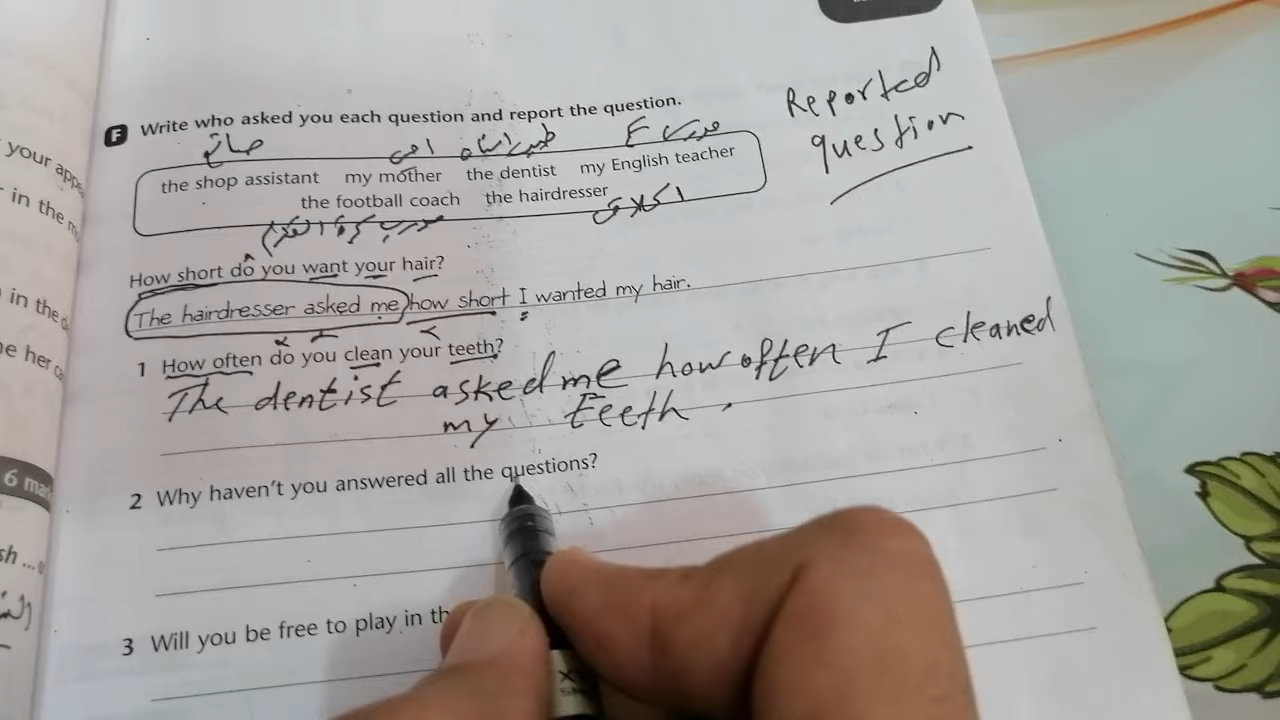 your appe
in the m
in the d
he her ca
6 mar
sh ... o
F Write who asked you each question and report the question.
Reported
question
the shop assistant my mother the dentist my English teacher
the football coach the hairdresser
How short do you want your hair?
The hairdresser asked me how short I wanted my hair.
1 How often do you clean your teeth?
The dentist asked me how often I cleaned
my teeth.
2 Why haven't you answered all the questions?
3 Will you be free to play in th